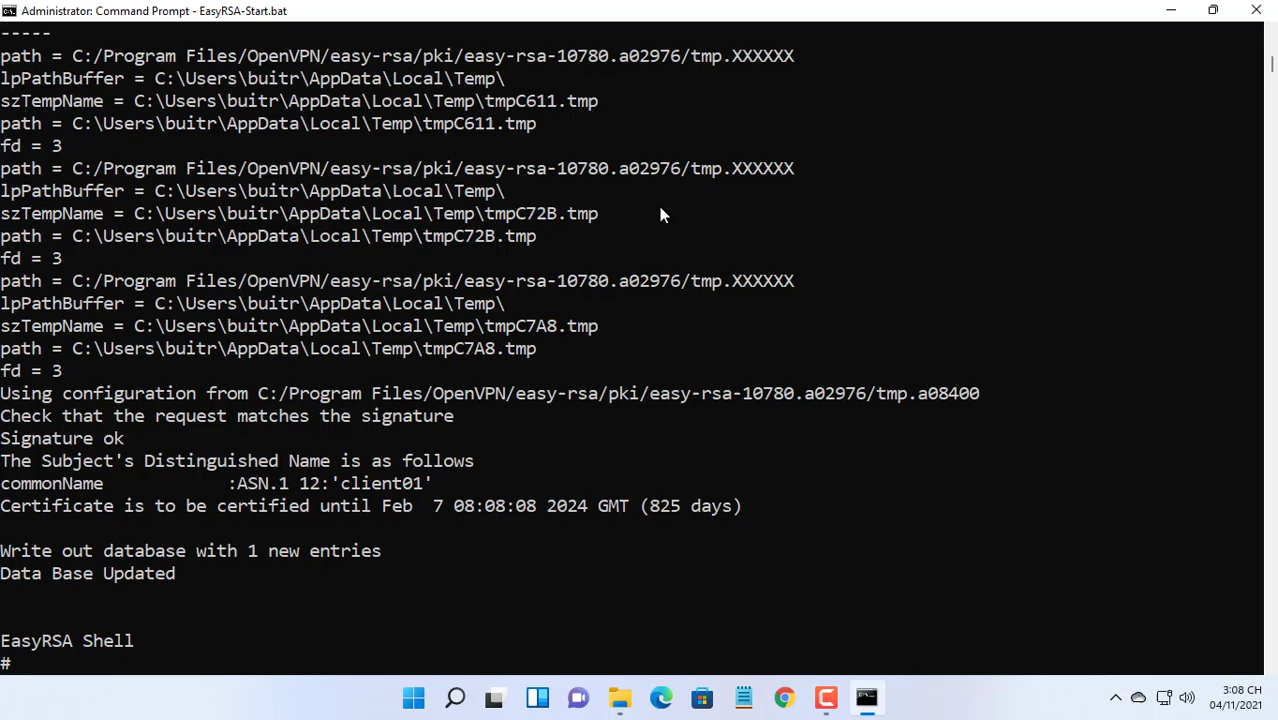 Administrator: Command Prompt - EasyRSA-Start.bat
-----
path = C:/Program Files/OpenVPN/easy-rsa/pki/easy-rsa-10780.a02976/tmp.XXXXXX
lpPathBuffer = C:\Users\buitr\AppData\Local\Temp\
szTempName = C:\Users\buitr\AppData\Local\Temp\tmpC611.tmp
path = C:\Users\buitr\AppData\Local\Temp\tmpC611.tmp
fd = 3
path = C:/Program Files/OpenVPN/easy-rsa/pki/easy-rsa-10780.a02976/tmp.XXXXXX
lpPathBuffer = C:\Users\buitr\AppData\Local\Temp\
szTempName = C:\Users\buitr\AppData\Local\Temp\tmpC72B.tmp
path = C:\Users\buitr\AppData\Local\Temp\tmpC72B.tmp
fd = 3
path = C:/Program Files/OpenVPN/easy-rsa/pki/easy-rsa-10780.a02976/tmp.XXXXXX
lpPathBuffer = C:\Users\buitr\AppData\Local\Temp\
szTempName = C:\Users\buitr\AppData\Local\Temp\tmpC7A8.tmp
path = C:\Users\buitr\AppData\Local\Temp\tmpC7A8.tmp
fd = 3
Using configuration from C:/Program Files/OpenVPN/easy-rsa/pki/easy-rsa-10780.a02976/tmp.a08400
Check that the request matches the signature
Signature ok
The Subject's Distinguished Name is as follows
commonName            :ASN.1 12:'client01'
Certificate is to be certified until Feb  7 08:08:08 2024 GMT (825 days)
Write out database with 1 new entries
Data Base Updated
EasyRSA Shell
#
3:08 CH
04/11/2021